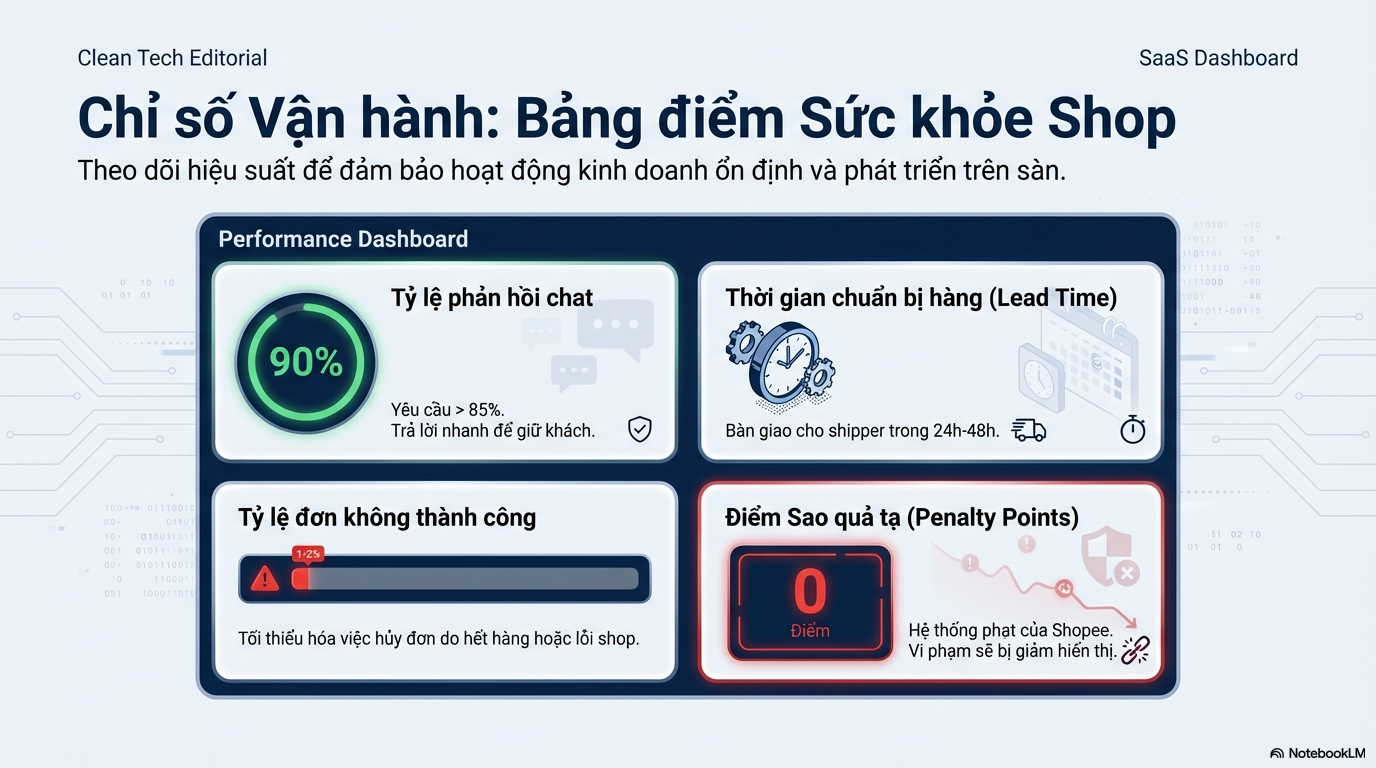 Clean Tech Editorial
SaaS Dashboard
Chỉ số Vận hành: Bảng điểm Sức khỏe Shop
Theo dõi hiệu suất để đảm bảo hoạt động kinh doanh ổn định và phát triển trên sàn.
Performance Dashboard
90%
Tỷ lệ phản hồi chat
Yêu cầu > 85%.
Trả lời nhanh để giữ khách.
Thời gian chuẩn bị hàng (Lead Time)
Bàn giao cho shipper trong 24h-48h.
Tỷ lệ đơn không thành công
Tối thiểu hóa việc hủy đơn do hết hàng hoặc lỗi shop.
Điểm Sao quả tạ (Penalty Points)
0
Điểm
Hệ thống phạt của Shopee.
Vi phạm sẽ bị giảm hiển thị.
NotebookLM